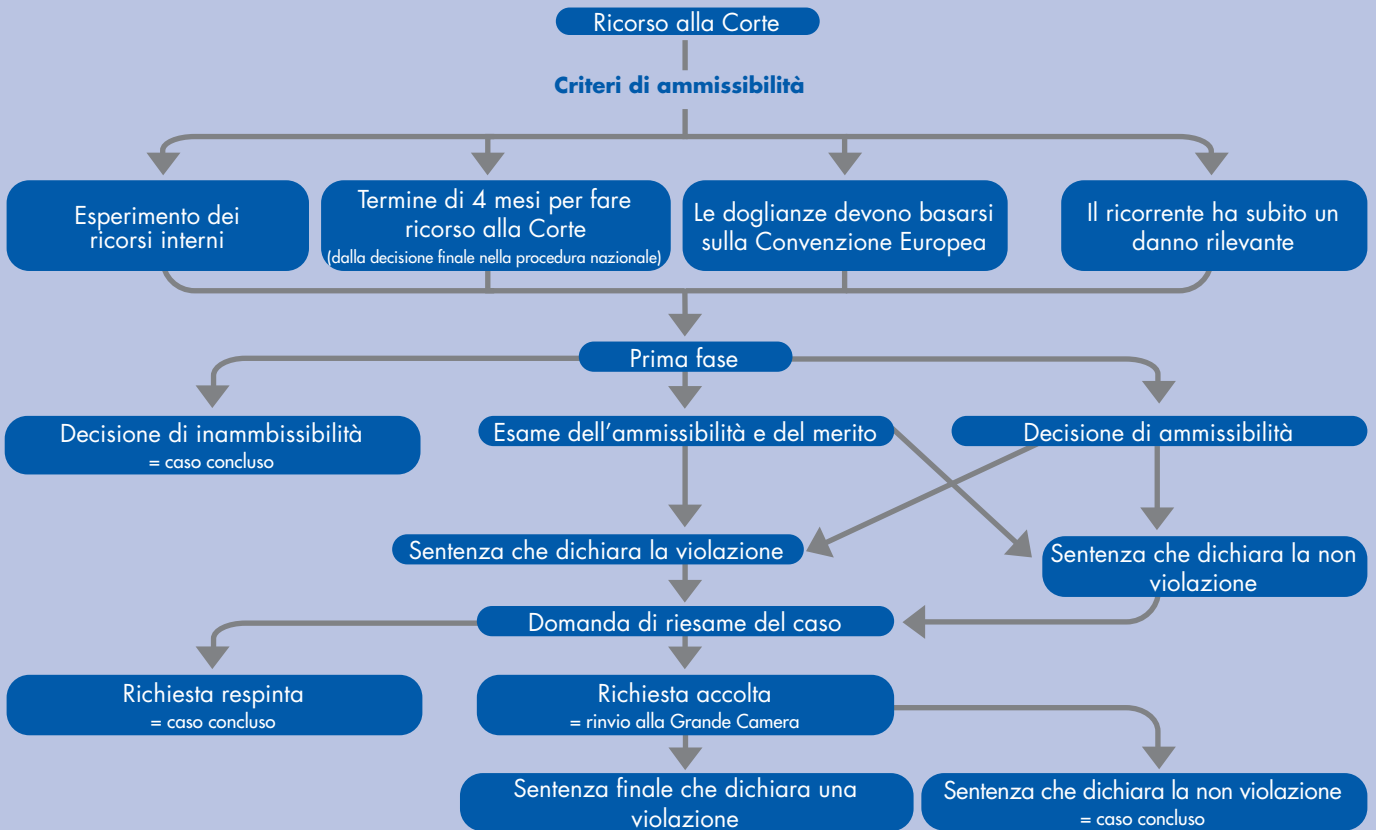 Ricorso alla Corte
Criteri di ammissibilità
Esperimento dei
ricorsi interni
Termine di 4 mesi per fare
ricorso alla Corte
(dalla decisione finale nella procedura nazionale)
Le doglianze devono basarsi
sulla Convenzione Europea
Il ricorrente ha subito un
danno rilevante
Prima fase
Decisione di inammbissibilità
= caso concluso
Esame dell'ammissibilità e del merito
Decisione di ammissibilità
Sentenza che dichiara la violazione
Sentenza che dichiara la non
violazione
Domanda di riesame del caso
Richiesta respinta
= caso concluso
Richiesta accolta
= rinvio alla Grande Camera
Sentenza finale che dichiara una
violazione
Sentenza che dichiara la non violazione
= caso concluso